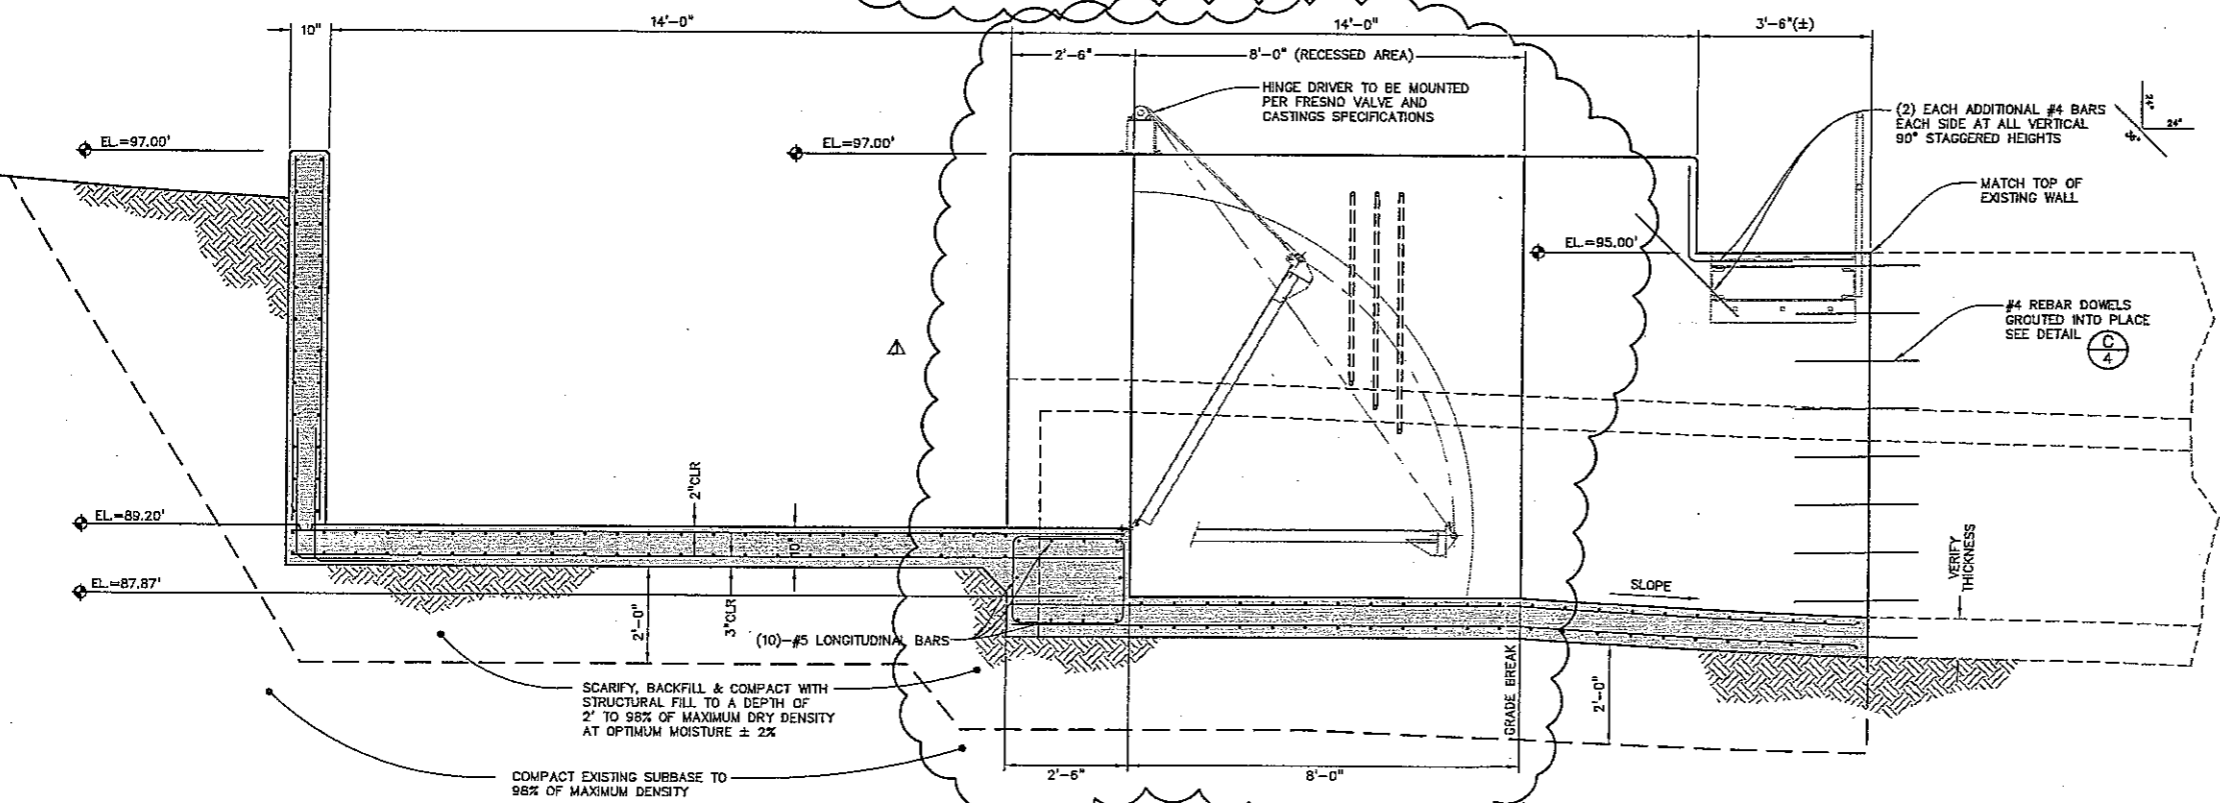 10"
14'-0"
14'-0"
3'-6"(±)
2'-6"
8'-0" (RECESSED AREA)
HINGE DRIVER TO BE MOUNTED
PER FRESNO VALVE AND
CASTINGS SPECIFICATIONS
(2) EACH ADDITIONAL #4 BARS
EACH SIDE AT ALL VERTICAL
90° STAGGERED HEIGHTS
24"
24"
EL.=97.00'
EL.=97.00'
MATCH TOP OF
EXISTING WALL
EL.=95.00'
#4 REBAR DOWELS
GROUTED INTO PLACE
SEE DETAIL
C
4
2"CLR
EL.=89.20'
10"
VERIFY
THICKNESS
EL.=87.87'
SLOPE
2'-0"
3"CLR
(10)-#5 LONGITUDINAL BARS
SCARIFY, BACKFILL & COMPACT WITH
STRUCTURAL FILL TO A DEPTH OF
2' TO 98% OF MAXIMUM DRY DENSITY
AT OPTIMUM MOISTURE ± 2%
GRADE BREAK
2'-0"
COMPACT EXISTING SUBBASE TO
98% OF MAXIMUM DENSITY
2'-6"
8'-0"